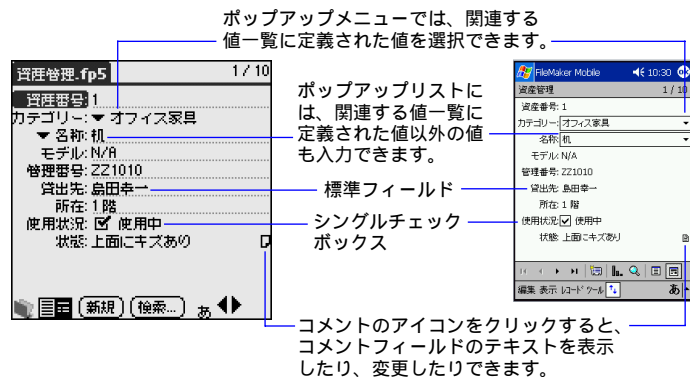 ポップアップメニューでは、関連する
値一覧に定義された値を選択できます。
資産管理.fp5
1 / 10
資産番号: 1
カテゴリー: ▼ オフィス家具
▼ 名称: 机
モデル: N/A
管理番号: ZZ1010
貸出先: 島田幸一
所在: 1 階
使用状況: 使用中
状態: 上面にキズあり
新規
検索...
あ
ポップアップリストに
は、関連する値一覧に
定義された値以外の値
も入力できます。
標準フィールド
シングルチェック
ボックス
コメントのアイコンをクリックすると、
コメントフィールドのテキストを表示
したり、変更したりできます。
FileMaker Mobile
10:30
ok
資産管理
1 / 10
資産番号: 1
カテゴリー: オフィス家具
名称: 机
モデル: N/A
管理番号: ZZ1010
貸出先: 島田幸一
所在: 1 階
使用状況: 使用中
状態: 上面にキズあり
編集 表示 レコード ツール
あ